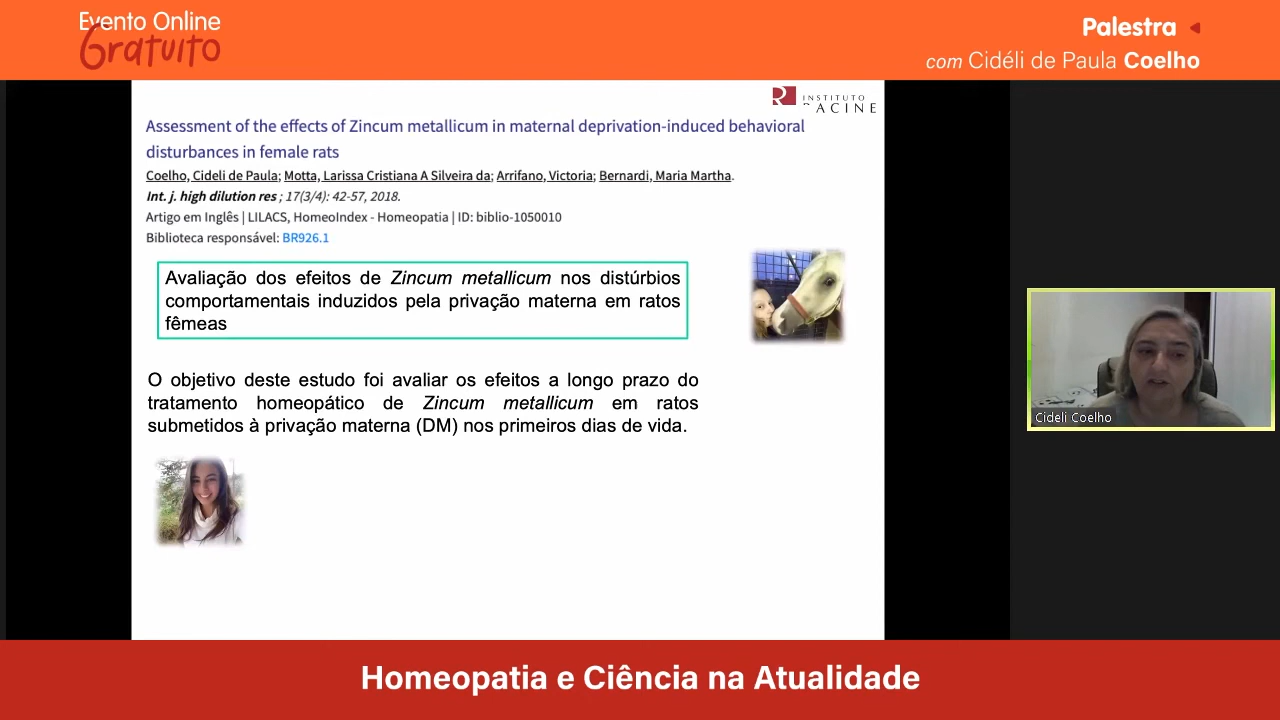 Evento Online
Gratuito
Palestra
com Cidéli de Paula Coelho
INSTITUTO
RACINE
Assessment of the effects of Zincum metallicum in maternal deprivation-induced behavioral
disturbances in female rats
Coelho, Cideli de Paula; Motta, Larissa Cristiana A Silveira da; Arrifano, Victoria; Bernardi, Maria Martha.
Int. j. high dilution res ; 17(3/4): 42-57, 2018.
Artigo em Inglês | LILACS, HomeoIndex - Homeopatia | ID: biblio-1050010
Biblioteca responsável: BR926.1
Avaliação dos efeitos de Zincum metallicum nos distúrbios
comportamentais induzidos pela privação materna em ratos
fêmeas
O objetivo deste estudo foi avaliar os efeitos a longo prazo do
tratamento homeopático de Zincum metallicum em ratos
submetidos à privação materna (DM) nos primeiros dias de vida.
Cideli Coelho
Homeopatia e Ciência na Atualidade